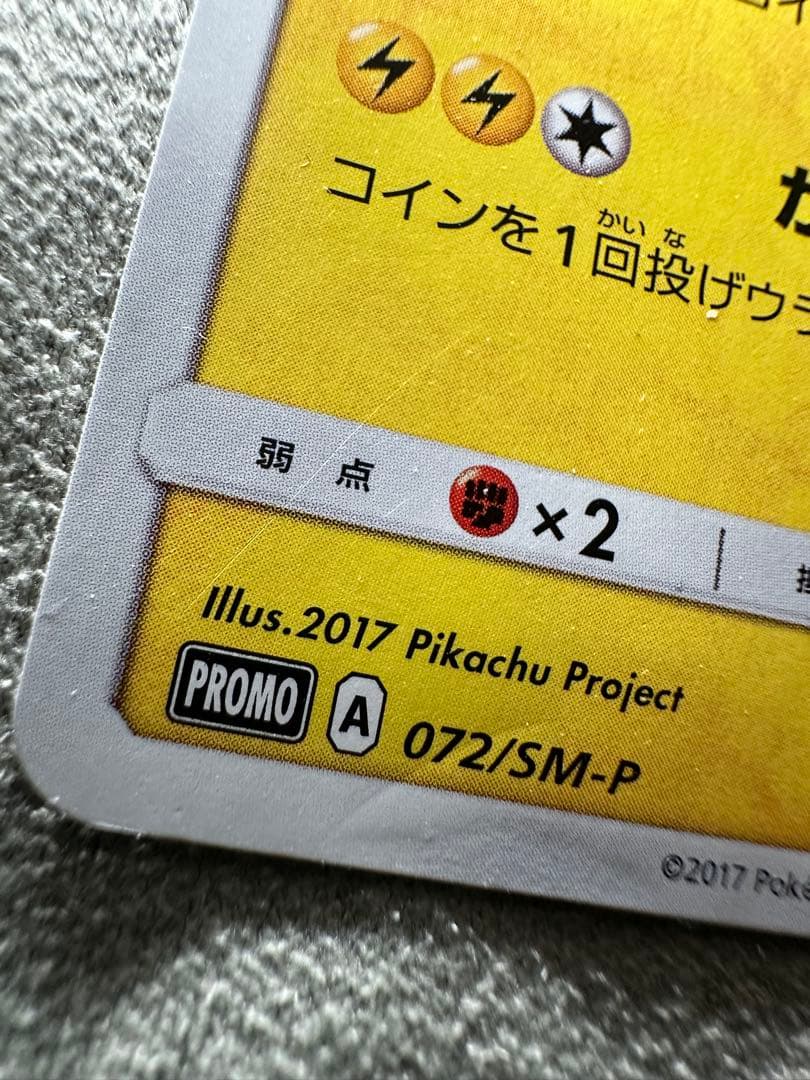 かいな
コインを1回投げウラ
弱点 ×2
Illus.2017 Pikachu Project
PROMO A 072/SM-P
©2017 Poké